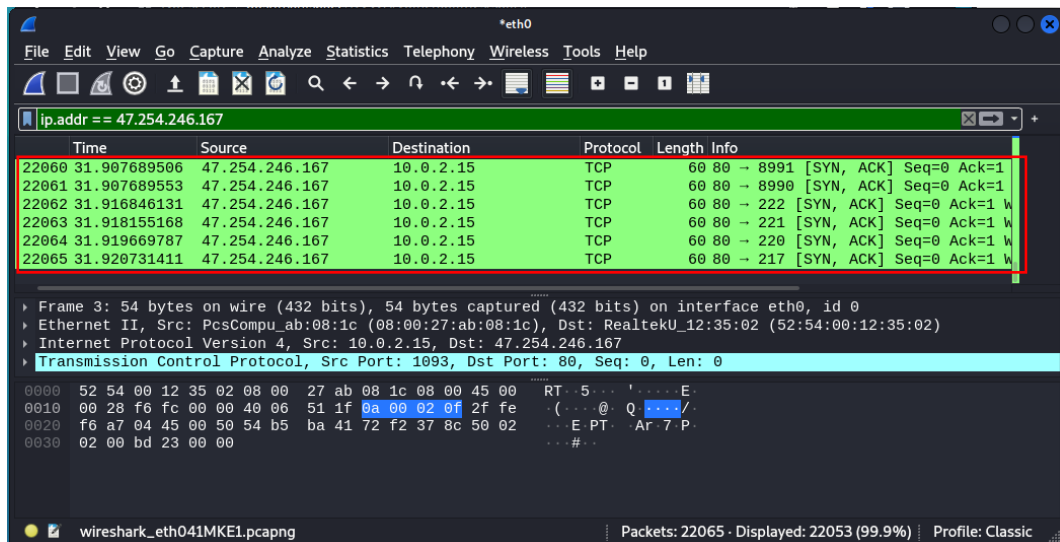 *eth0
File Edit View Go Capture Analyze Statistics Telephony Wireless Tools Help
ip.addr == 47.254.246.167
Time Source Destination Protocol Length Info
22060 31.907689506 47.254.246.167 10.0.2.15 TCP 60 80 → 8991 [SYN, ACK] Seq=0 Ack=1
22061 31.907689553 47.254.246.167 10.0.2.15 TCP 60 80 → 8990 [SYN, ACK] Seq=0 Ack=1
22062 31.916846131 47.254.246.167 10.0.2.15 TCP 60 80 → 222 [SYN, ACK] Seq=0 Ack=1 W
22063 31.918155168 47.254.246.167 10.0.2.15 TCP 60 80 → 221 [SYN, ACK] Seq=0 Ack=1 W
22064 31.919669787 47.254.246.167 10.0.2.15 TCP 60 80 → 220 [SYN, ACK] Seq=0 Ack=1 W
22065 31.920731411 47.254.246.167 10.0.2.15 TCP 60 80 → 217 [SYN, ACK] Seq=0 Ack=1 W
Frame 3: 54 bytes on wire (432 bits), 54 bytes captured (432 bits) on interface eth0, id 0
Ethernet II, Src: PcsCompu_ab:08:1c (08:00:27:ab:08:1c), Dst: RealtekU_12:35:02 (52:54:00:12:35:02)
Internet Protocol Version 4, Src: 10.0.2.15, Dst: 47.254.246.167
Transmission Control Protocol, Src Port: 1093, Dst Port: 80, Seq: 0, Len: 0
0000 52 54 00 12 35 02 08 00 27 ab 08 1c 08 00 45 00 RT··5··· '·····E·
0010 00 28 f6 fc 00 00 40 06 51 1f 0a 00 02 0f 2f fe ·(····@· Q·····/·
0020 f6 a7 04 45 00 50 54 b5 ba 41 72 f2 37 8c 50 02 ···E·PT· ·Ar·7·P·
0030 02 00 bd 23 00 00 ···#··
wireshark_eth041MKE1.pcapng Packets: 22065 · Displayed: 22053 (99.9%) Profile: Classic